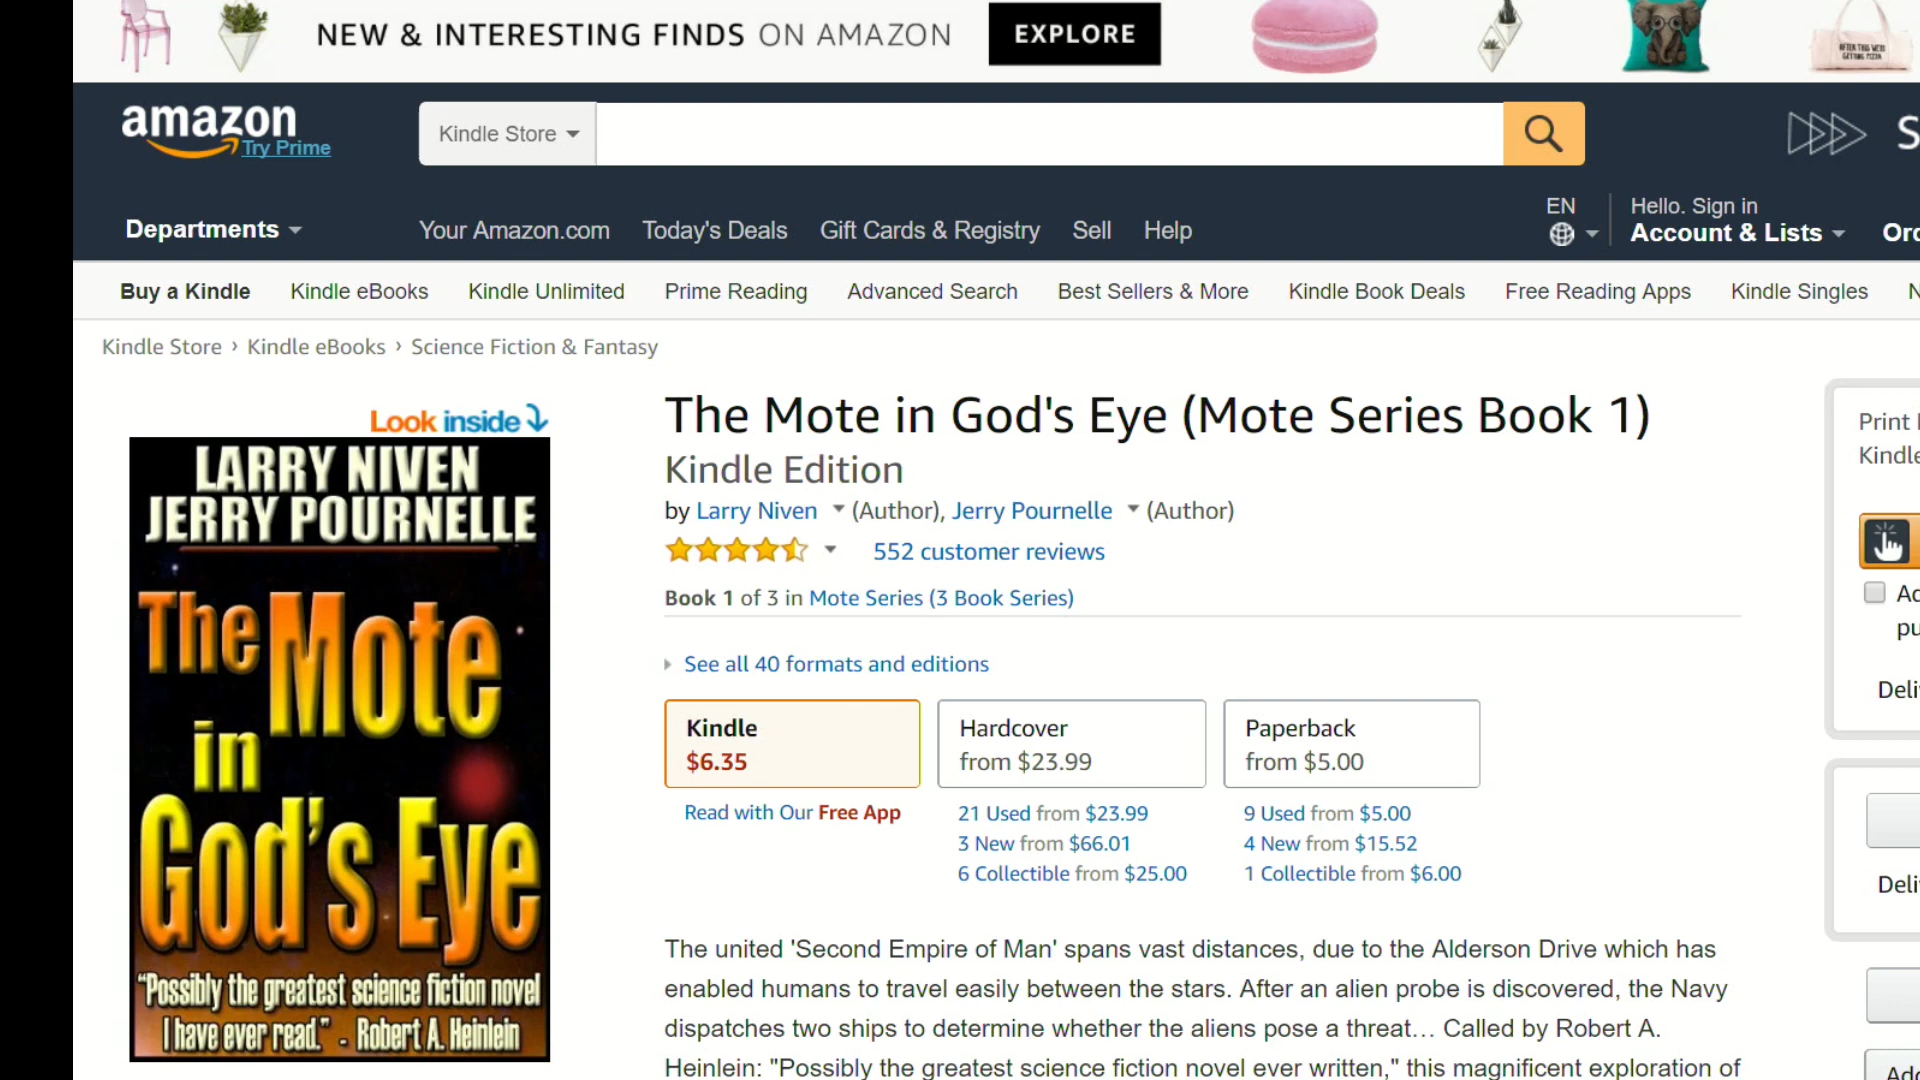 NEW & INTERESTING FINDS ON AMAZON EXPLORE
AFTER THIS WE'RE
GETTING PIZZA
amazon
Try Prime
Kindle Store
S
Departments
Your Amazon.com Today's Deals Gift Cards & Registry Sell Help
EN
Hello. Sign in
Account & Lists
Orc
Buy a Kindle Kindle eBooks Kindle Unlimited Prime Reading Advanced Search Best Sellers & More Kindle Book Deals Free Reading Apps Kindle Singles N
Kindle Store › Kindle eBooks › Science Fiction & Fantasy
Look inside
LARRY NIVEN
JERRY POURNELLE
The Mote
in
God's Eye
"Possibly the greatest science fiction novel
I have ever read." - Robert A. Heinlein
The Mote in God's Eye (Mote Series Book 1)
Kindle Edition
by Larry Niven (Author), Jerry Pournelle (Author)
552 customer reviews
Book 1 of 3 in Mote Series (3 Book Series)
See all 40 formats and editions
Kindle
$6.35
Read with Our Free App
Hardcover
from $23.99
21 Used from $23.99
3 New from $66.01
6 Collectible from $25.00
Paperback
from $5.00
9 Used from $5.00
4 New from $15.52
1 Collectible from $6.00
The united 'Second Empire of Man' spans vast distances, due to the Alderson Drive which has
enabled humans to travel easily between the stars. After an alien probe is discovered, the Navy
dispatches two ships to determine whether the aliens pose a threat… Called by Robert A.
Heinlein: "Possibly the greatest science fiction novel ever written," this magnificent exploration of
Print
Kindle
Ad
pu
Deli
Deli
Add